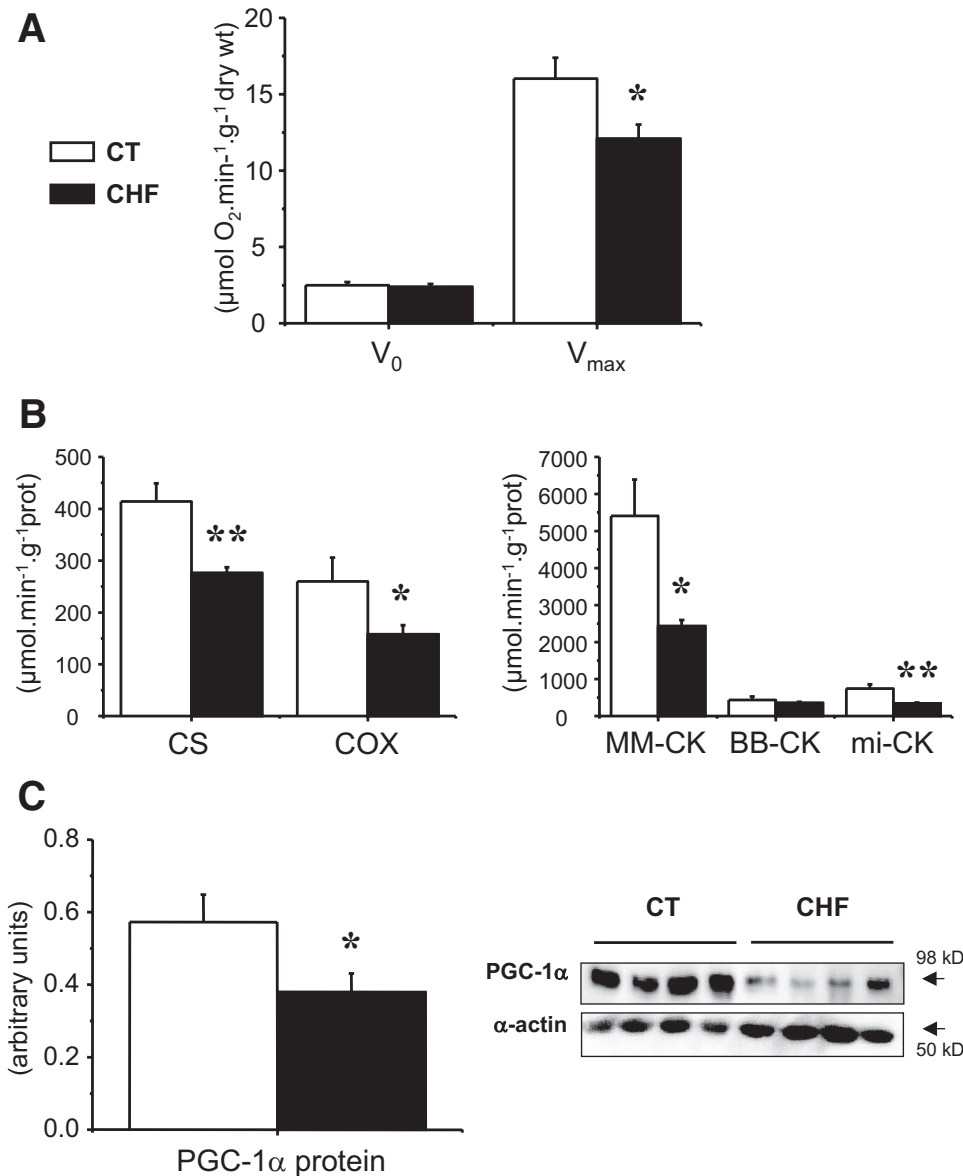 A
CT
CHF
(µmol O₂.min-¹.g-¹ dry wt)
20
15
10
5
0
*
V₀
Vmax
B
(µmol.min⁻¹.g⁻¹prot)
500
400
300
200
100
0
**
*
CS
COX
(µmol.min⁻¹.g⁻¹prot)
7000
6000
5000
4000
3000
2000
1000
0
*
**
MM-CK
BB-CK
mi-CK
C
(arbitrary units)
0.8
0.6
0.4
0.2
0.0
*
PGC-1α protein
CT
CHF
PGC-1α
98 kD
α-actin
50 kD